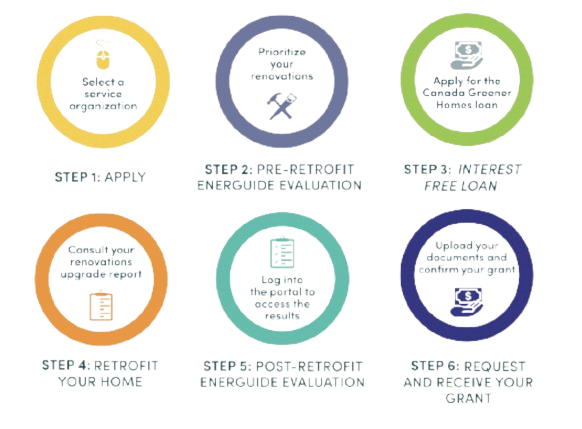 Select a
service
organization
STEP 1: APPLY
Prioritize
your
renovations
STEP 2: PRE-RETROFIT
ENERGUIDE EVALUATION
Apply for the
Canada Greener
Homes loan
STEP 3: INTEREST
FREE LOAN
Consult your
renovations
upgrade report
STEP 4: RETROFIT
YOUR HOME
Log into
the portal to
access the
results
STEP 5: POST-RETROFIT
ENERGUIDE EVALUATION
Upload your
documents and
confirm your grant
STEP 6: REQUEST
AND RECEIVE YOUR
GRANT